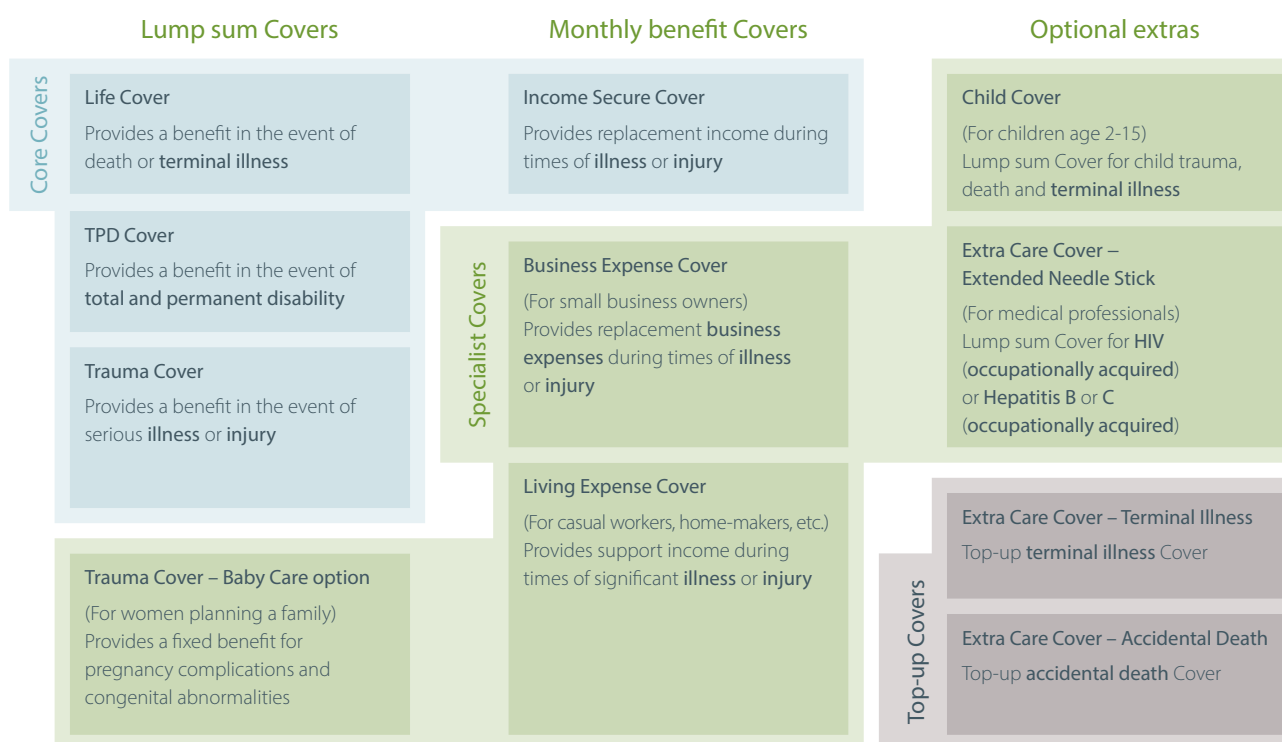 Lump sum Covers
Monthly benefit Covers
Optional extras
Core Covers
Life Cover
Provides a benefit in the event of
death or terminal illness
TPD Cover
Provides a benefit in the event of
total and permanent disability
Trauma Cover
Provides a benefit in the event of
serious illness or injury
Income Secure Cover
Provides replacement income during
times of illness or injury
Specialist Covers
Business Expense Cover
(For small business owners)
Provides replacement business
expenses during times of illness
or injury
Living Expense Cover
(For casual workers, home-makers, etc.)
Provides support income during
times of significant illness or injury
Trauma Cover – Baby Care option
(For women planning a family)
Provides a fixed benefit for
pregnancy complications and
congenital abnormalities
Child Cover
(For children age 2-15)
Lump sum Cover for child trauma,
death and terminal illness
Extra Care Cover –
Extended Needle Stick
(For medical professionals)
Lump sum Cover for HIV
(occupationally acquired)
or Hepatitis B or C
(occupationally acquired)
Top-up Covers
Extra Care Cover – Terminal Illness
Top-up terminal illness Cover
Extra Care Cover – Accidental Death
Top-up accidental death Cover